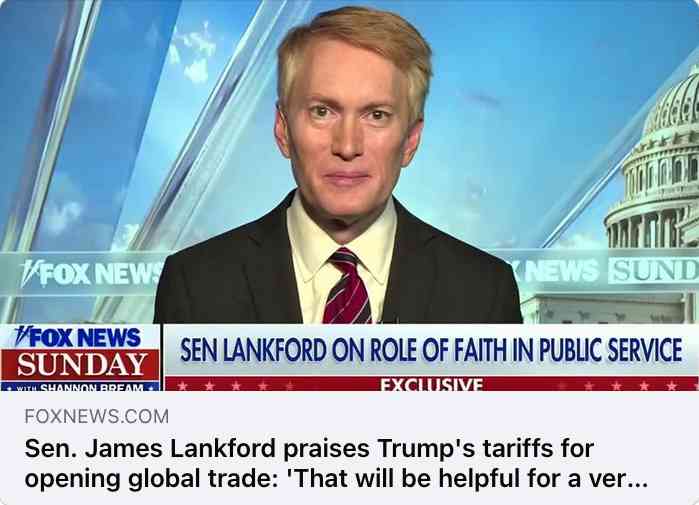 FOX NEWS
NEWS SUND
FOX NEWS
SUNDAY
WITH SHANNON BREAM
SEN LANKFORD ON ROLE OF FAITH IN PUBLIC SERVICE
EXCLUSIVE
FOXNEWS.COM
Sen. James Lankford praises Trump's tariffs for
opening global trade: 'That will be helpful for a ver...